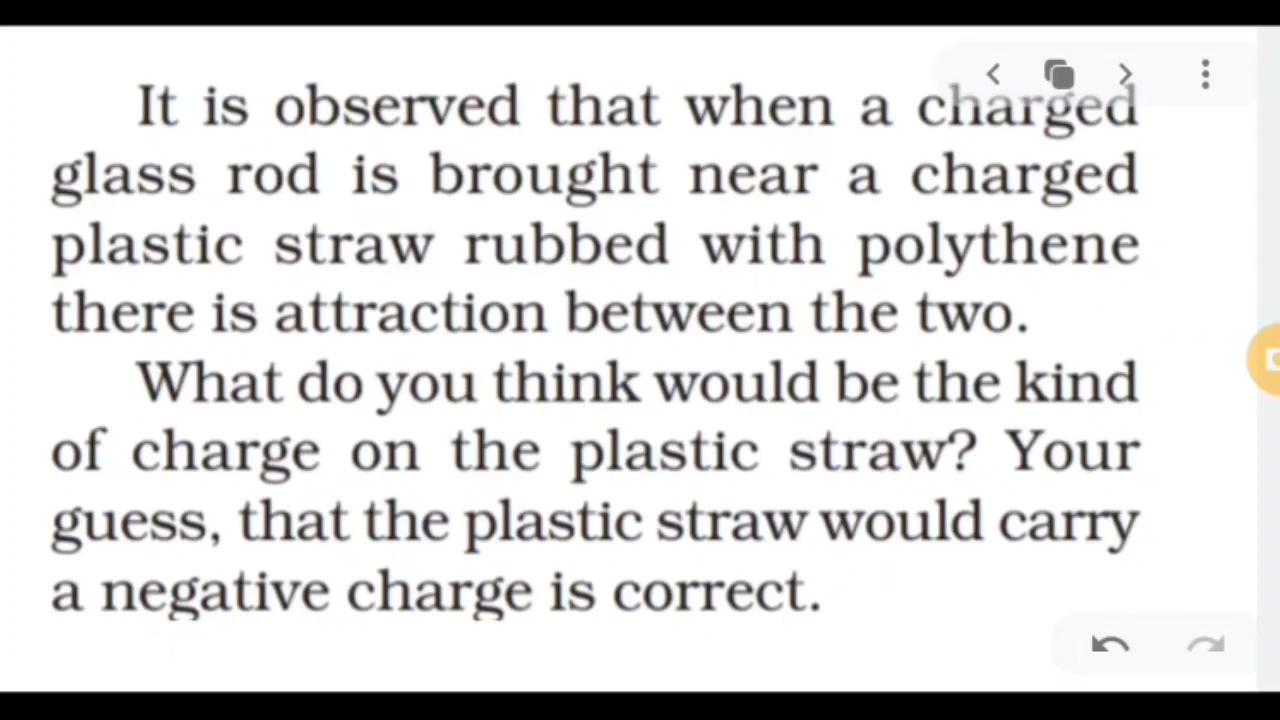 It is observed that when a charged
glass rod is brought near a charged
plastic straw rubbed with polythene
there is attraction between the two.
What do you think would be the kind
of charge on the plastic straw? Your
guess, that the plastic straw would carry
a negative charge is correct.